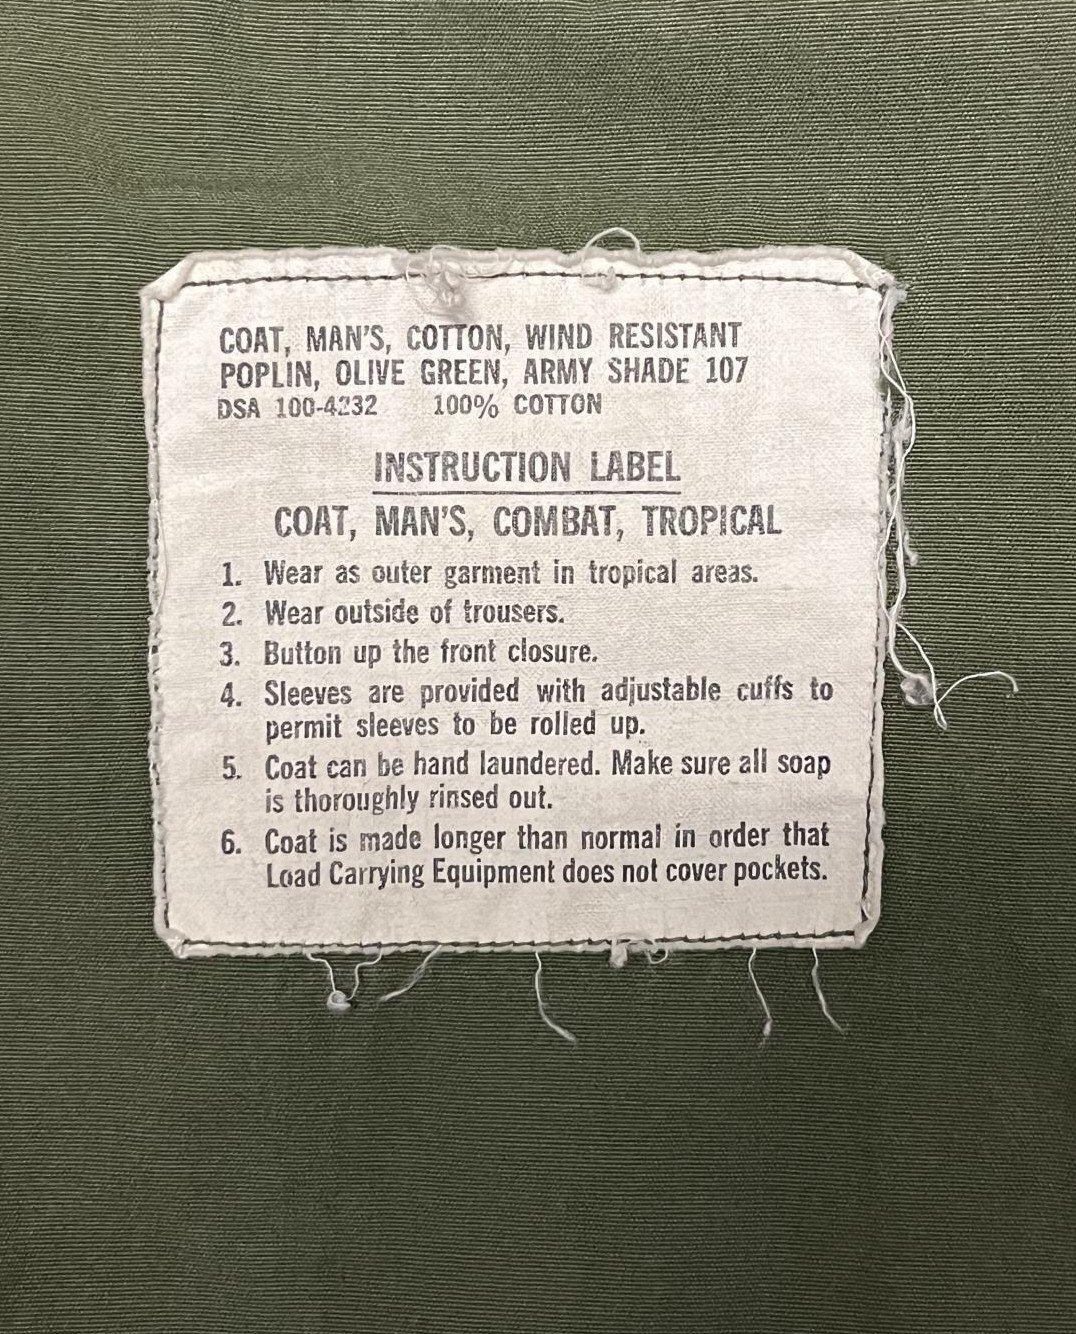 COAT, MAN'S, COTTON, WIND RESISTANT
POPLIN, OLIVE GREEN, ARMY SHADE 107
DSA 100-4232 100% COTTON
INSTRUCTION LABEL
COAT, MAN'S, COMBAT, TROPICAL
1. Wear as outer garment in tropical areas.
2. Wear outside of trousers.
3. Button up the front closure.
4. Sleeves are provided with adjustable cuffs to
permit sleeves to be rolled up.
5. Coat can be hand laundered. Make sure all soap
is thoroughly rinsed out.
6. Coat is made longer than normal in order that
Load Carrying Equipment does not cover pockets.